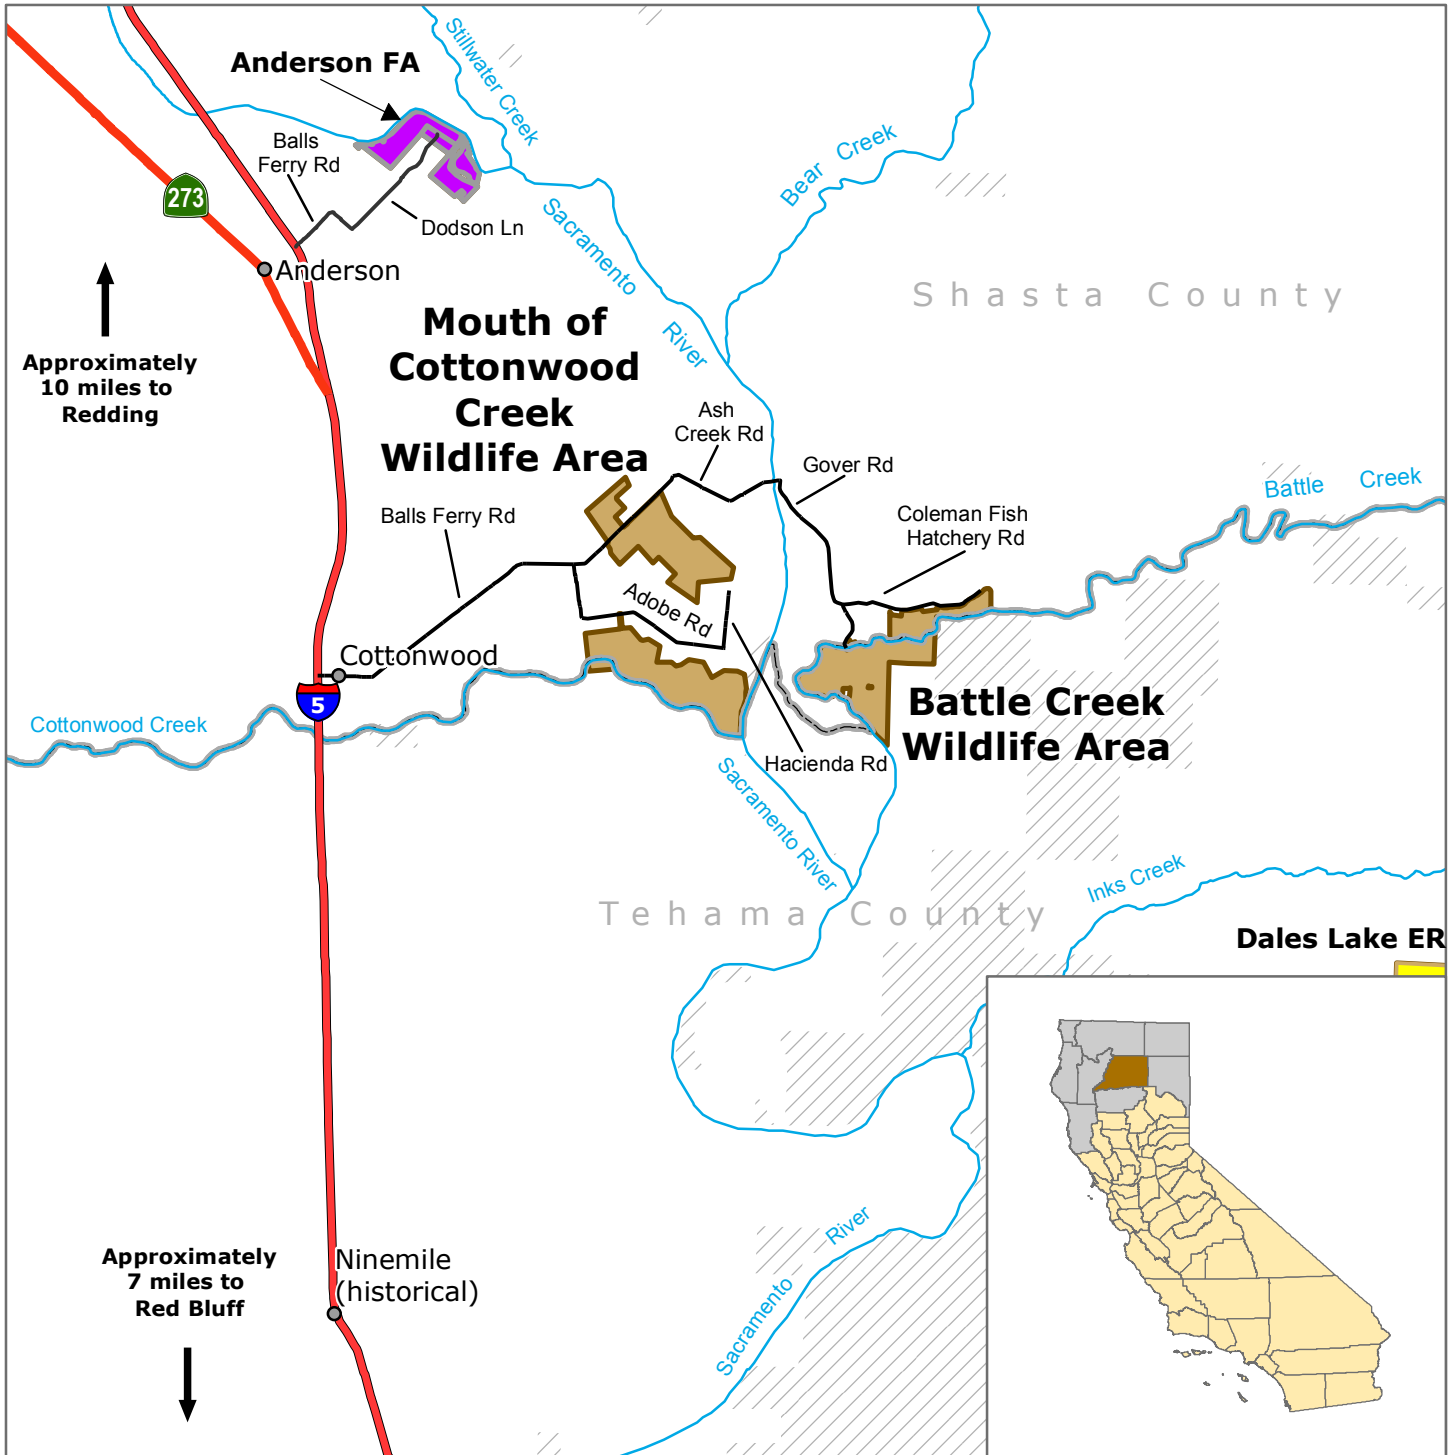 Anderson FA
Stillwater Creek
Balls
Ferry Rd
273
Dodson Ln
Bear Creek
Sacramento
River
Anderson
Shasta County
Approximately
10 miles to
Redding
Mouth of
Cottonwood
Creek
Wildlife Area
Ash
Creek Rd
Gover Rd
Balls Ferry Rd
Coleman Fish
Hatchery Rd
Battle Creek
Adobe Rd
Cottonwood
5
Cottonwood Creek
Battle Creek
Wildlife Area
Hacienda Rd
Sacramento River
Inks Creek
Tehama County
Dales Lake ER
Approximately
7 miles to
Red Bluff
Ninemile
(historical)
Sacramento
River